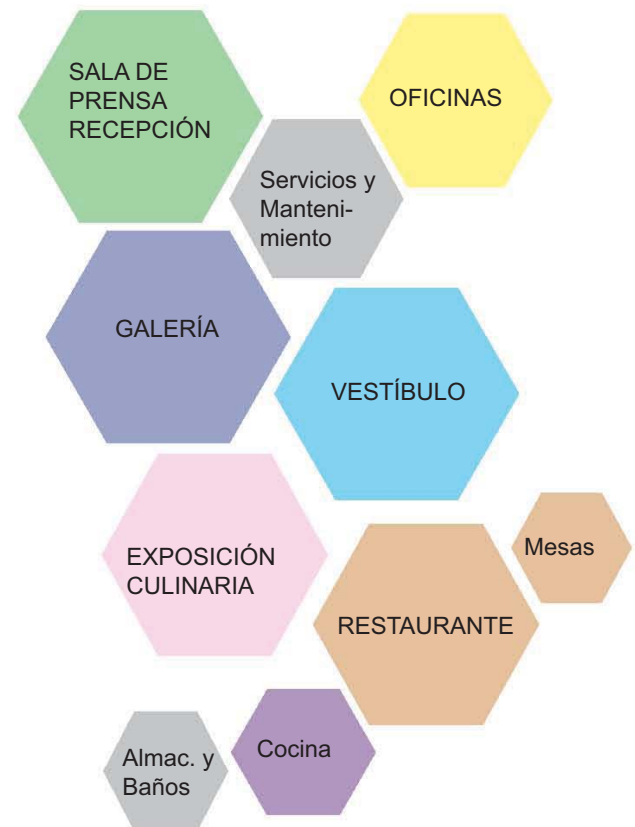 SALA DE
PRENSA
RECEPCIÓN
OFICINAS
Servicios y
Manteni-
miento
GALERÍA
VESTÍBULO
EXPOSICIÓN
CULINARIA
Mesas
RESTAURANTE
Almac. y
Baños
Cocina